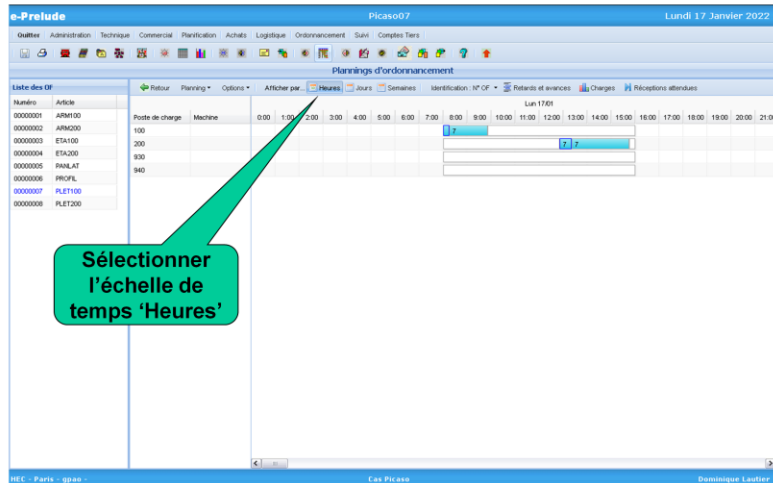 e-Prelude Picaso07 Lundi 17 Janvier 2022
Quitter Administration Technique Commercial Planification Achats Logistique Ordonnancement Suivi Comptes Tiers
Plannings d'ordonnancement
Liste des OF Retour Planning Options Afficher par... Heures Jours Semaines Identification N° OF Retards et avances Charges Réceptions attendues
Numéro Article Lun 17/01
Poste de charge Machine 0:00 1:00 2:00 3:00 4:00 5:00 6:00 7:00 8:00 9:00 10:00 11:00 12:00 13:00 14:00 15:00 16:00 17:00 18:00 19:00 20:00 21:0
00000001 ARM100
00000002 ARM200
00000003 ETA100
00000004 ETA200
00000005 PANLAT
00000006 PROFIL
00000007 PLET100
00000008 PLET200
100 7
200 7 7
930
940
Sélectionner
l'échelle de
temps 'Heures'
HEC - Paris - gpao - Cas Picaso Dominique Lautier